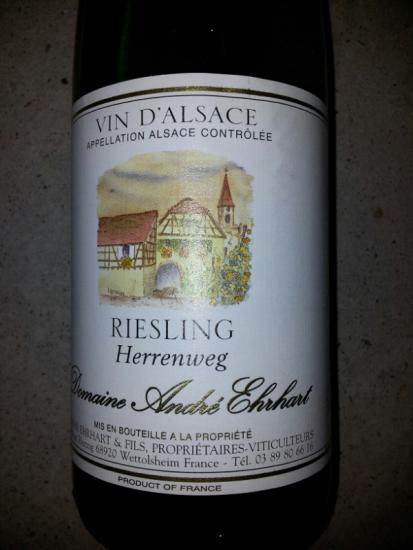 VIN D'ALSACE
APPELLATION ALSACE CONTRÔLÉE
RIESLING
Herrenweg
Domaine André Ehrhart
MIS EN BOUTEILLE A LA PROPRIÉTÉ
EHRHART & FILS, PROPRIÉTAIRES-VITICULTEURS
68920 Wettolsheim France - Tél. 03 89 80 66 16
PRODUCT OF FRANCE